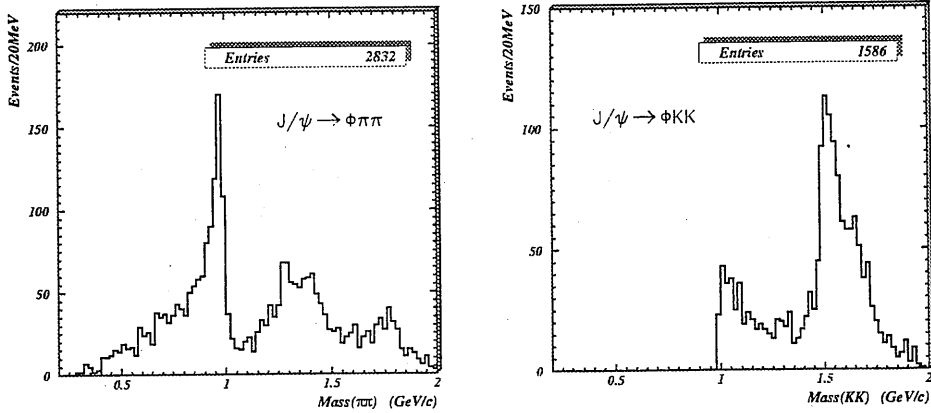 Events/20MeV
200
150
100
50
0
Entries 2832
J/ψ → φππ
0.5 1 1.5 2
Mass(ππ) (GeV/c)
Events/20MeV
150
100
50
0
Entries 1586
J/ψ → φKK
0.5 1 1.5 2
Mass(KK) (GeV/c)